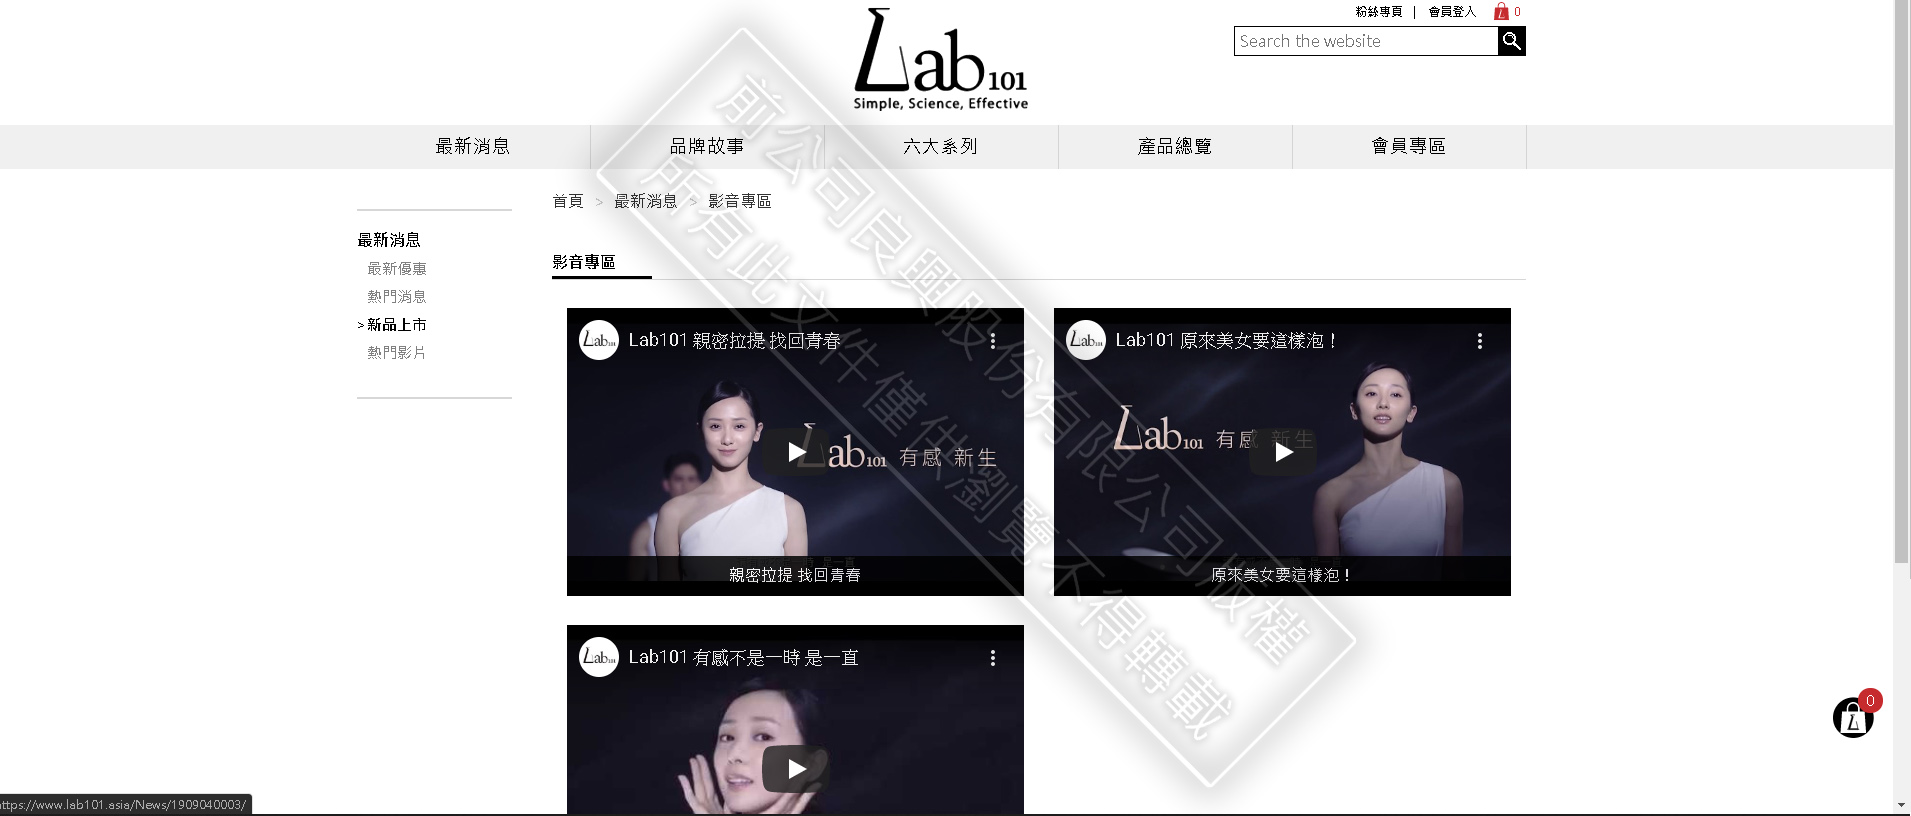 粉絲專頁 | 會員登入 0
Lab101
Simple, Science, Effective
Search the website
最新消息 品牌故事 六大系列 產品總覽 會員專區
首頁 > 最新消息 > 影音專區
最新消息
最新優惠
熱門消息
> 新品上市
熱門影片
影音專區
Lab101 Lab101 親密拉提 找回青春
Lab101 有感 新生
親密拉提 找回青春
Lab101 Lab101 原來美女要這樣泡！
Lab101 有感 新生
原來美女要這樣泡！
Lab101 Lab101 有感不是一時 是一直
前公司良興股份有限公司版權
所有此文件僅供瀏覽不得轉載
L 0
https://www.lab101.asia/News/1909040003/